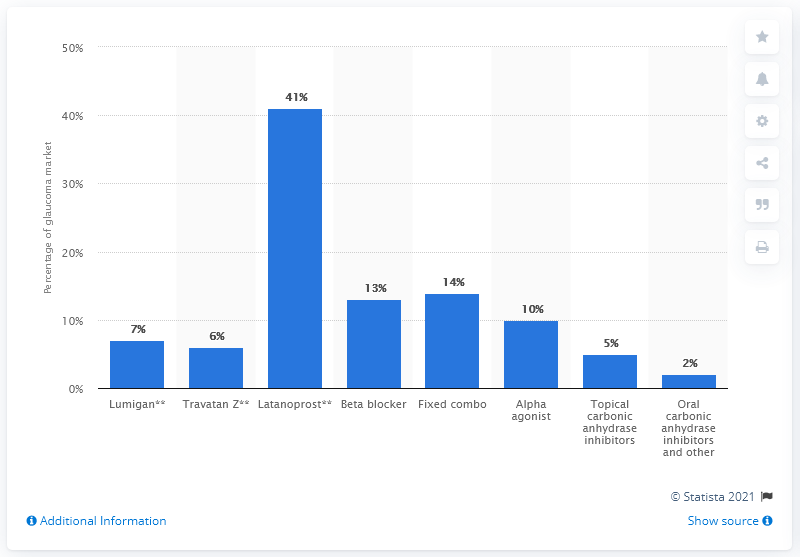 50%
40%
30%
20%
10%
0%
Percentage of glaucoma market
7%
6%
41%
13%
14%
10%
5%
2%
Lumigan**
Travatan Z**
Latanoprost**
Beta blocker
Fixed combo
Alpha
agonist
Topical
carbonic
anhydrase
inhibitors
Oral
carbonic
anhydrase
inhibitors
and other
© Statista 2021
Additional Information
Show source